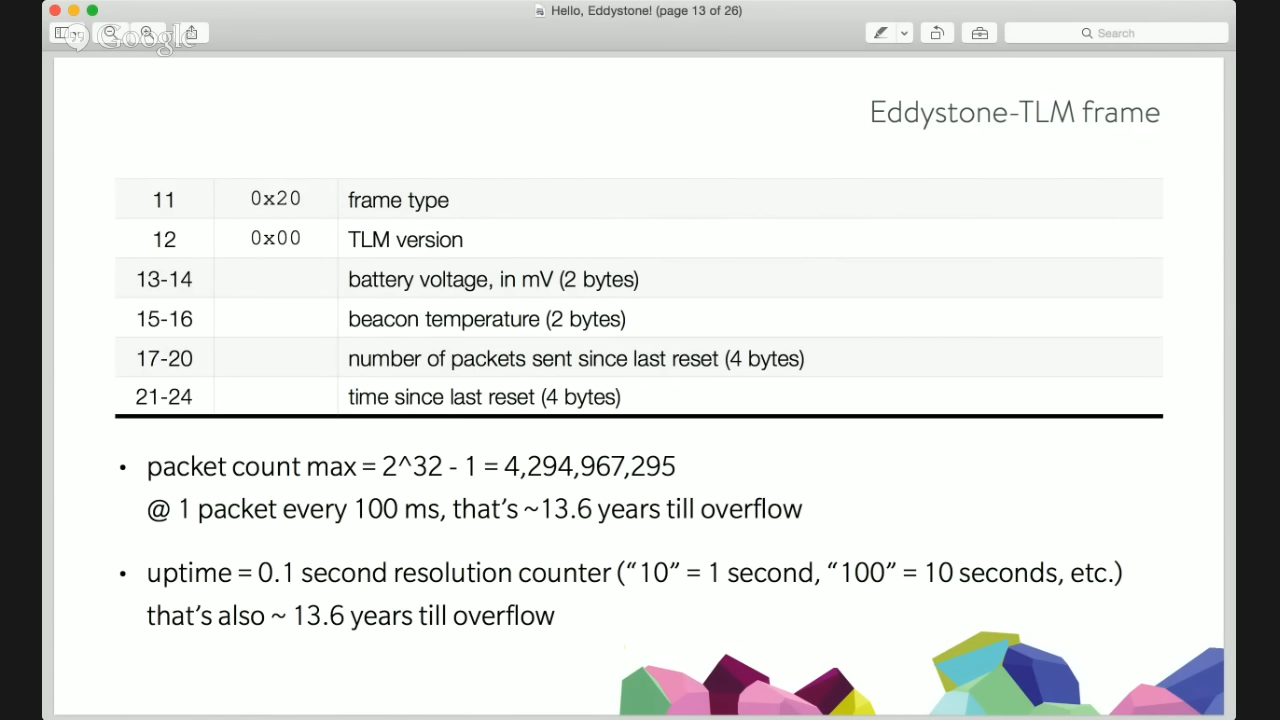 Hello, Eddystone! (page 13 of 26)
Google
Search
Eddystone-TLM frame
11 0x20 frame type
12 0x00 TLM version
13-14 battery voltage, in mV (2 bytes)
15-16 beacon temperature (2 bytes)
17-20 number of packets sent since last reset (4 bytes)
21-24 time since last reset (4 bytes)
• packet count max = 2^32 - 1 = 4,294,967,295
@ 1 packet every 100 ms, that's ~13.6 years till overflow
• uptime = 0.1 second resolution counter (“10” = 1 second, “100” = 10 seconds, etc.)
that's also ~ 13.6 years till overflow